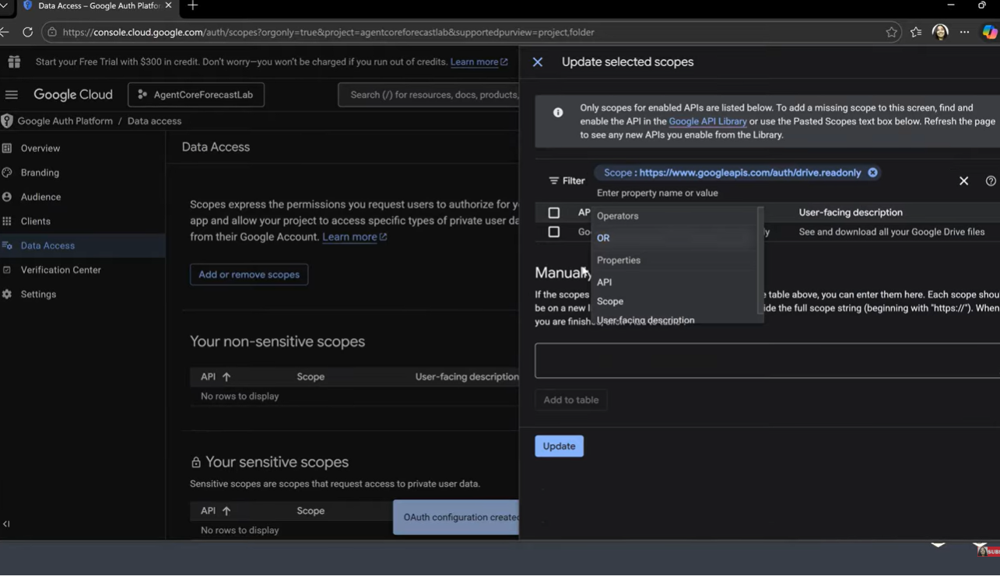 Data Access – Google Auth Platfor
https://console.cloud.google.com/auth/scopes?orgonly=true&project=agentcoreforecastlab&supportedpurview=project,folder
Start your Free Trial with $300 in credit. Don't worry—you won't be charged if you run out of credits. Learn more
Google Cloud
AgentCoreForecastLab
Search (/) for resources, docs, products,
Google Auth Platform / Data access
Overview
Branding
Audience
Clients
Data Access
Verification Center
Settings
Data Access
Scopes express the permissions you request users to authorize for yo
app and allow your project to access specific types of private user da
from their Google Account. Learn more
Add or remove scopes
Your non-sensitive scopes
API Scope User-facing description
No rows to display
Your sensitive scopes
Sensitive scopes are scopes that request access to private user data.
API Scope
No rows to display
OAuth configuration created
Update selected scopes
Only scopes for enabled APIs are listed below. To add a missing scope to this screen, find and
enable the API in the Google API Library or use the Pasted Scopes text box below. Refresh the page
to see any new APIs you enable from the Library.
Filter
Scope : https://www.googleapis.com/auth/drive.readonly
Enter property name or value
AP User-facing description
Go y See and download all your Google Drive files
Operators
OR
Properties
API
Scope
User-facing description
Manually
If the scopes e table above, you can enter them here. Each scope shou
be on a new l ide the full scope string (beginning with "https://"). When
you are finishe
Add to table
Update
SUBS